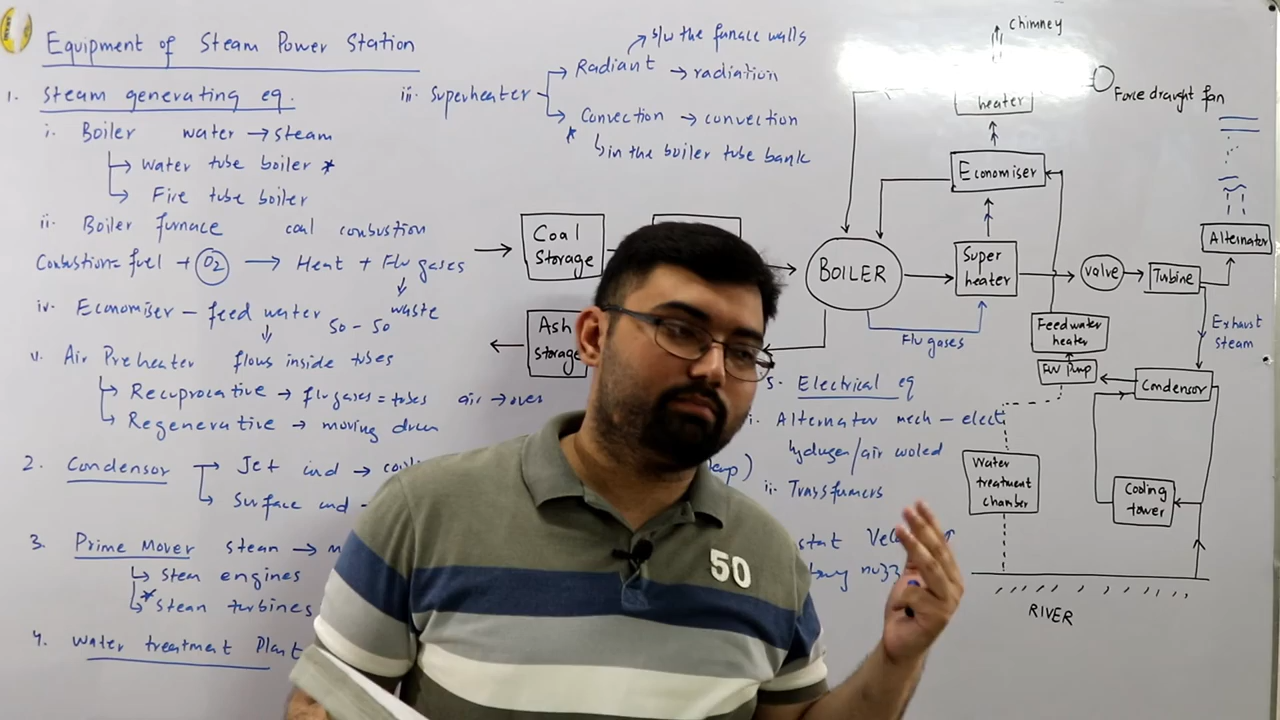 Equipment of Steam Power Station
1. Steam generating eq.
i. Boiler water → steam
↳ Water tube boiler *
↳ Fire tube boiler
ii. Boiler furnace coal combustion
Combustion = fuel + O2 → Heat + Flu gases
↓ waste
iv. Economiser – feed water 50 - 50
v. Air Preheater flows inside tubes
↳ Recuprocative → flu gases = tubes air → over
↳ Regenerative → moving drum
2. Condensor → Jet cnd →
↳ Surface cnd -
3. Prime Mover steam →
↳ Steam engines
↳ * Steam turbines
4. Water treatment Plant
iii. Superheater → Radiant → radiation
b/w the furnace walls
→ Convection → convection
* ↳ in the boiler tube bank
5. Electrical eq
i. Alternator mech – elect
hydrogen/air cooled
ii. Transformers
chimney
heater
Force draught fan
Economiser
Coal Storage
BOILER
Super heater
Valve
Turbine
Alternator
Ash Storage
Flu gases
Feedwater heater
FW Pump
Exhaust steam
Condensor
Water treatment chamber
Cooling tower
RIVER
50